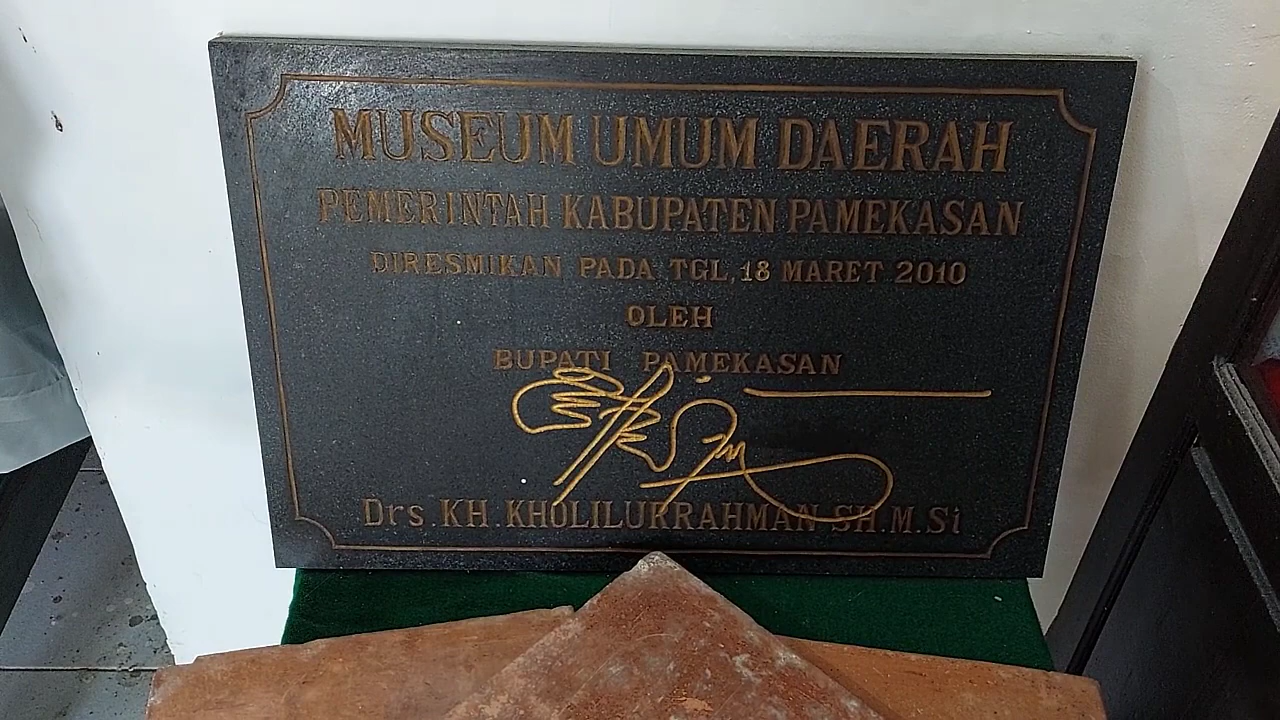 MUSEUM UMUM DAERAH
PEMERINTAH KABUPATEN PAMEKASAN
DIRESMIKAN PADA TGL, 18 MARET 2010
OLEH
BUPATI PAMEKASAN
Drs. KH. KHOLILURRAHMAN SH. M. Si